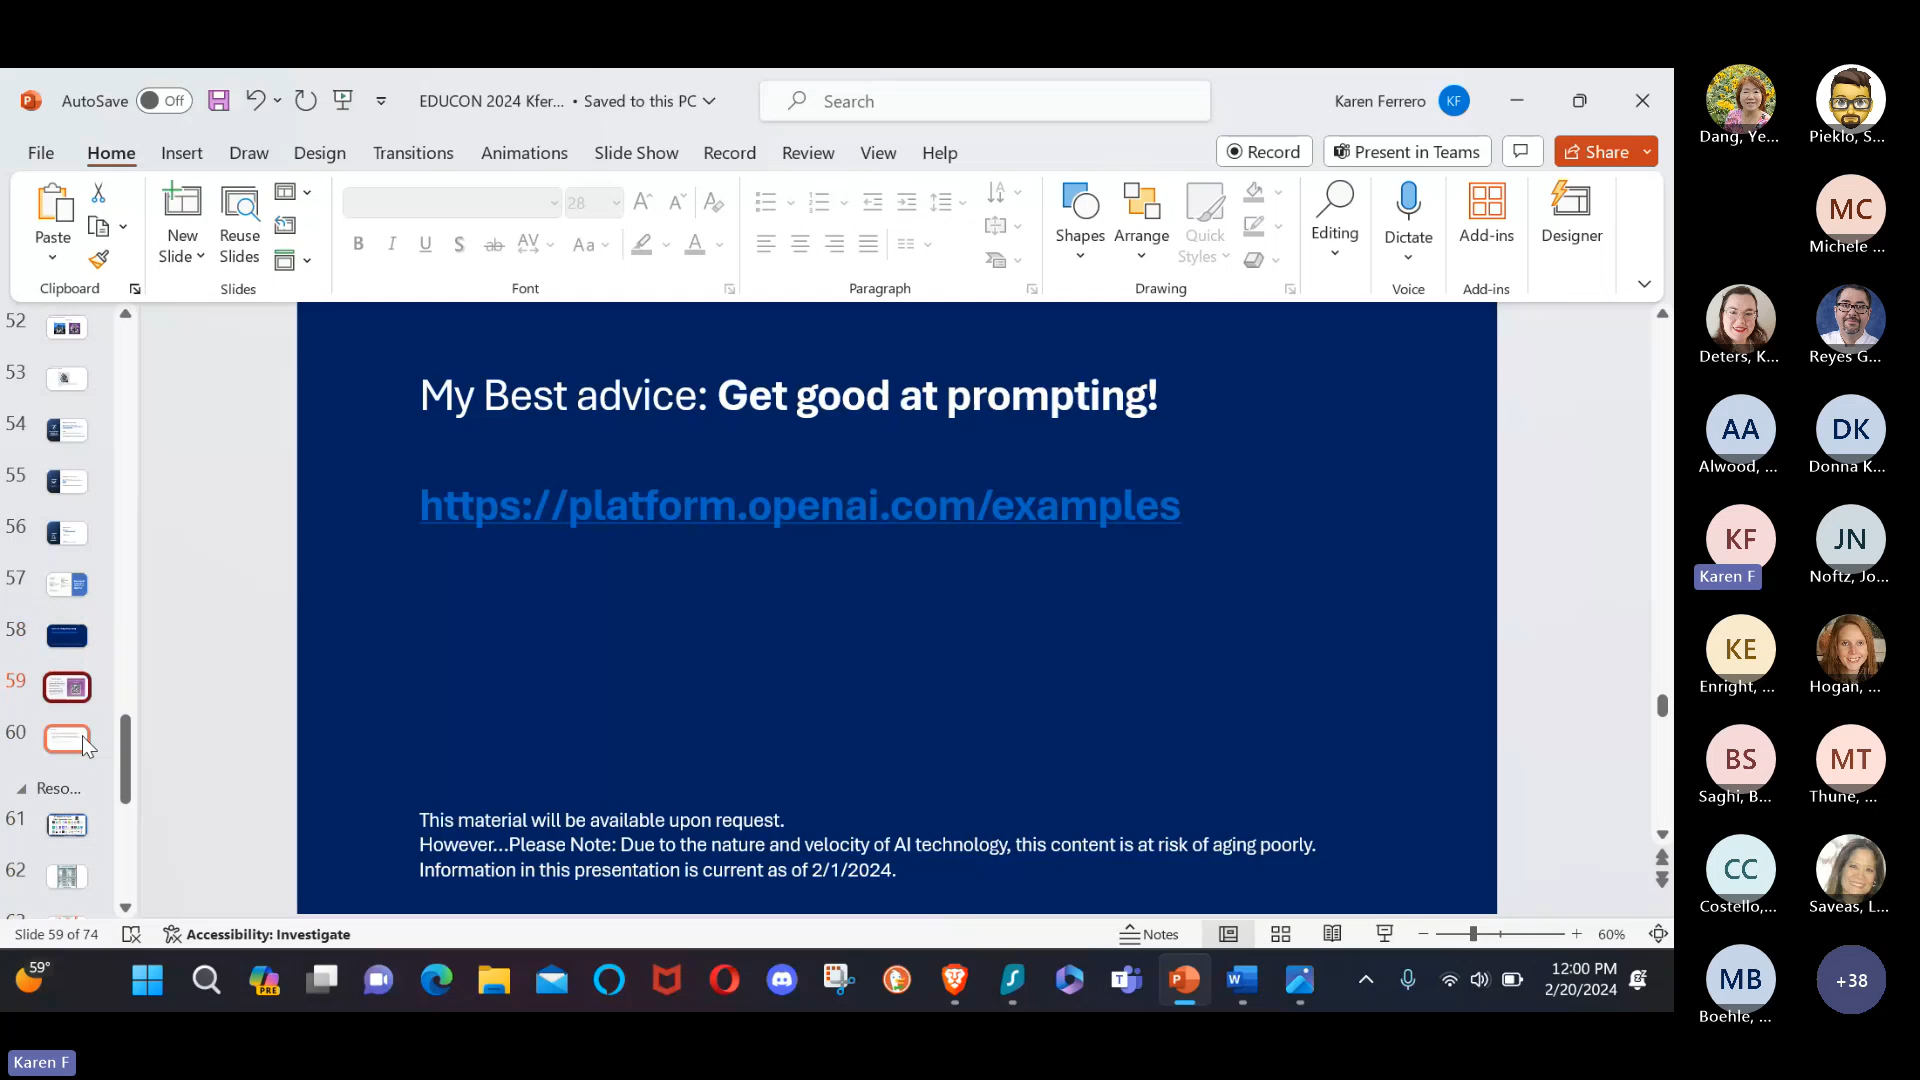 AutoSave Off EDUCON 2024 Kfer... • Saved to this PC Search Karen Ferrero KF
File Home Insert Draw Design Transitions Animations Slide Show Record Review View Help Record Present in Teams Share
Paste New Slide Reuse Slides 28 Shapes Arrange Quick Styles Editing Dictate Add-ins Designer
B I U S ab AV Aa A
Clipboard Slides Font Paragraph Drawing Voice Add-ins
52
53
54
55
56
57
58
59
60
Reso...
61
62
My Best advice: Get good at prompting!
https://platform.openai.com/examples
This material will be available upon request.
However...Please Note: Due to the nature and velocity of AI technology, this content is at risk of aging poorly.
Information in this presentation is current as of 2/1/2024.
Slide 59 of 74 Accessibility: Investigate Notes 60%
59° PRE 12:00 PM
2/20/2024
Dang, Ye... Pieklo, S...
MC
Michele ...
Deters, K... Reyes G...
AA DK
Alwood, ... Donna K...
KF JN
Karen F Noftz, Jo...
KE
Enright, ... Hogan, ...
BS MT
Saghi, B... Thune, ...
CC
Costello,... Saveas, L...
MB +38
Boehle, ...
Karen F